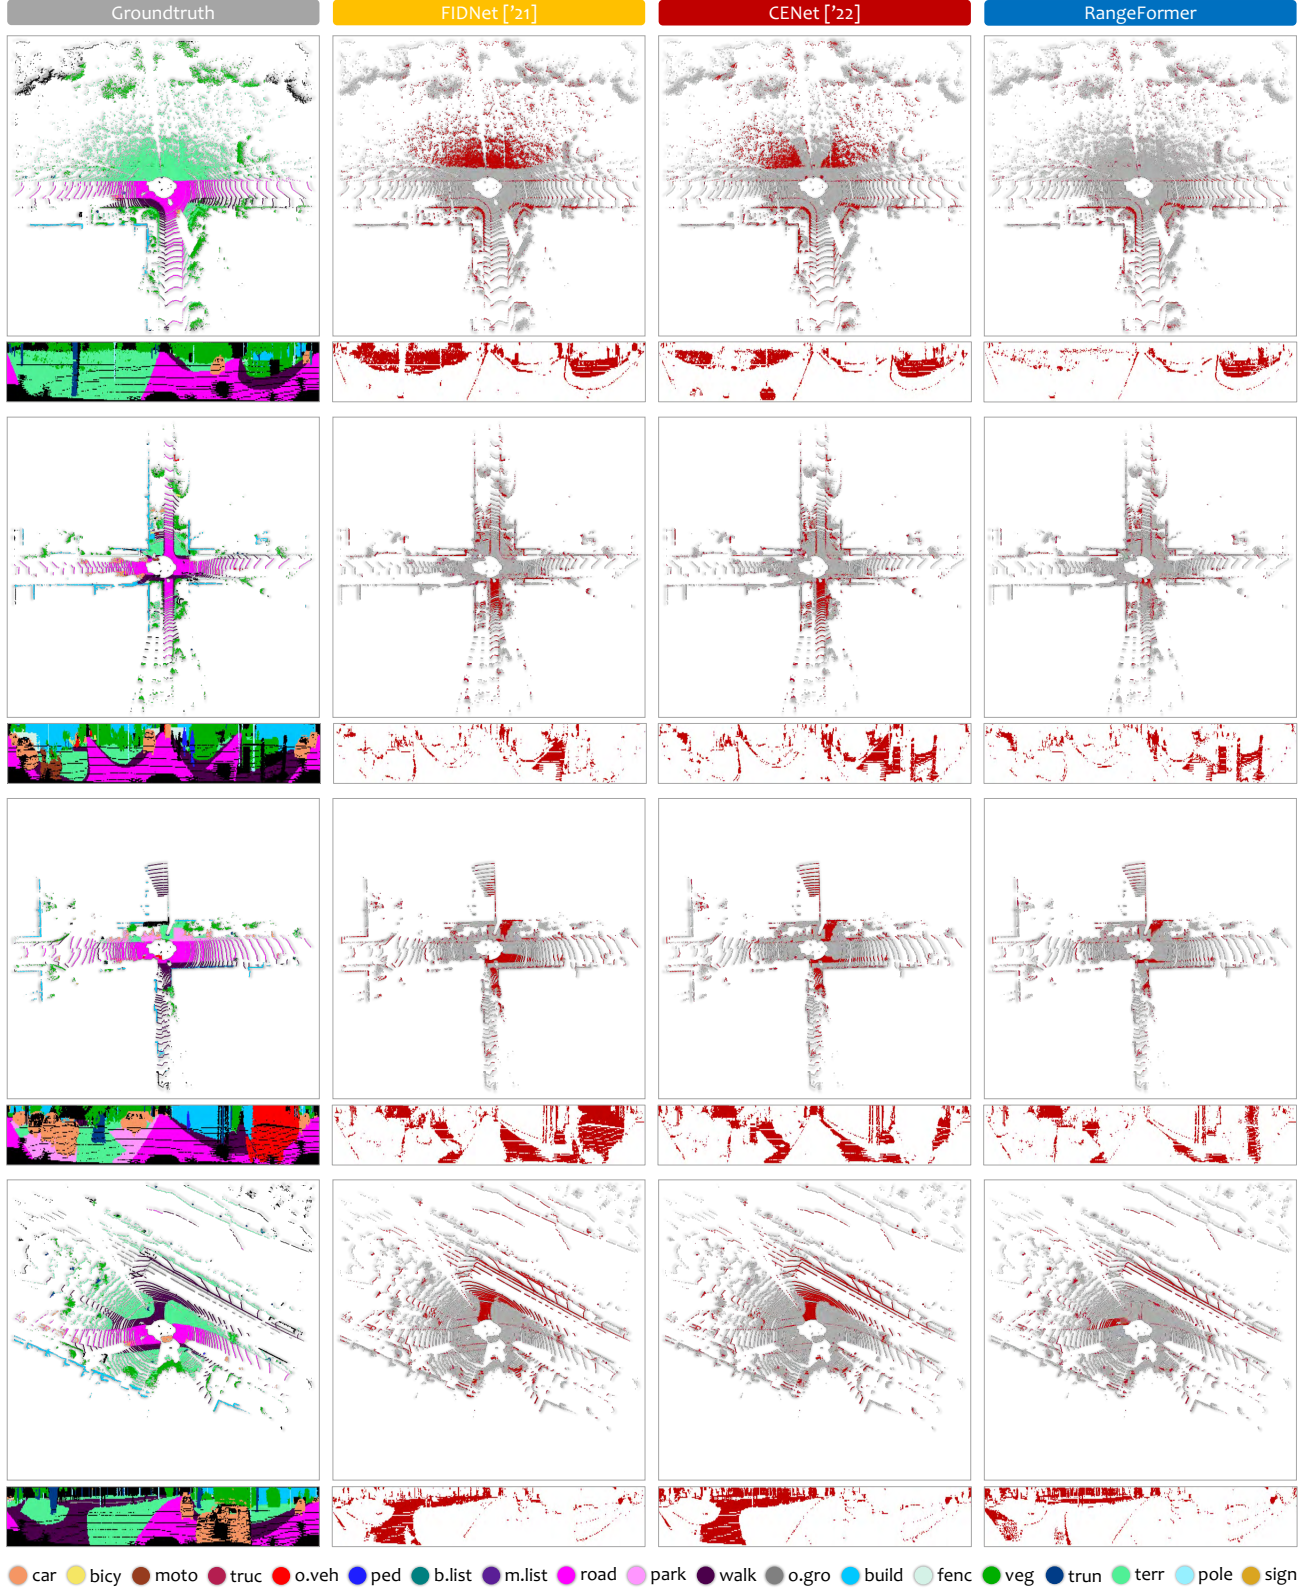 Groundtruth FIDNet ['21] CENet ['22] RangeFormer
car bicy moto truc o.veh ped b.list m.list road park walk o.gro build fenc veg trun terr pole sign